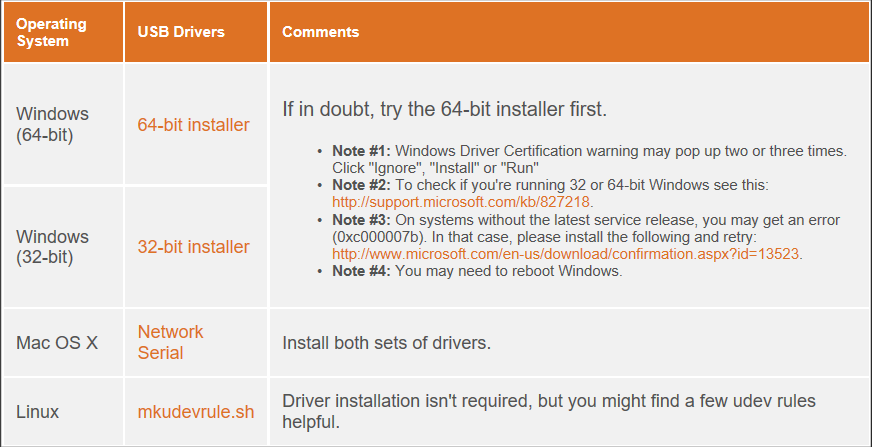 Operating
System
USB Drivers
Comments
Windows
(64-bit)
64-bit installer
If in doubt, try the 64-bit installer first.
• Note #1: Windows Driver Certification warning may pop up two or three times.
Click "Ignore", "Install" or "Run"
• Note #2: To check if you're running 32 or 64-bit Windows see this:
http://support.microsoft.com/kb/827218.
• Note #3: On systems without the latest service release, you may get an error
(0xc000007b). In that case, please install the following and retry:
http://www.microsoft.com/en-us/download/confirmation.aspx?id=13523.
• Note #4: You may need to reboot Windows.
Windows
(32-bit)
32-bit installer
Mac OS X
Network
Serial
Install both sets of drivers.
Linux
mkudevrule.sh
Driver installation isn't required, but you might find a few udev rules
helpful.